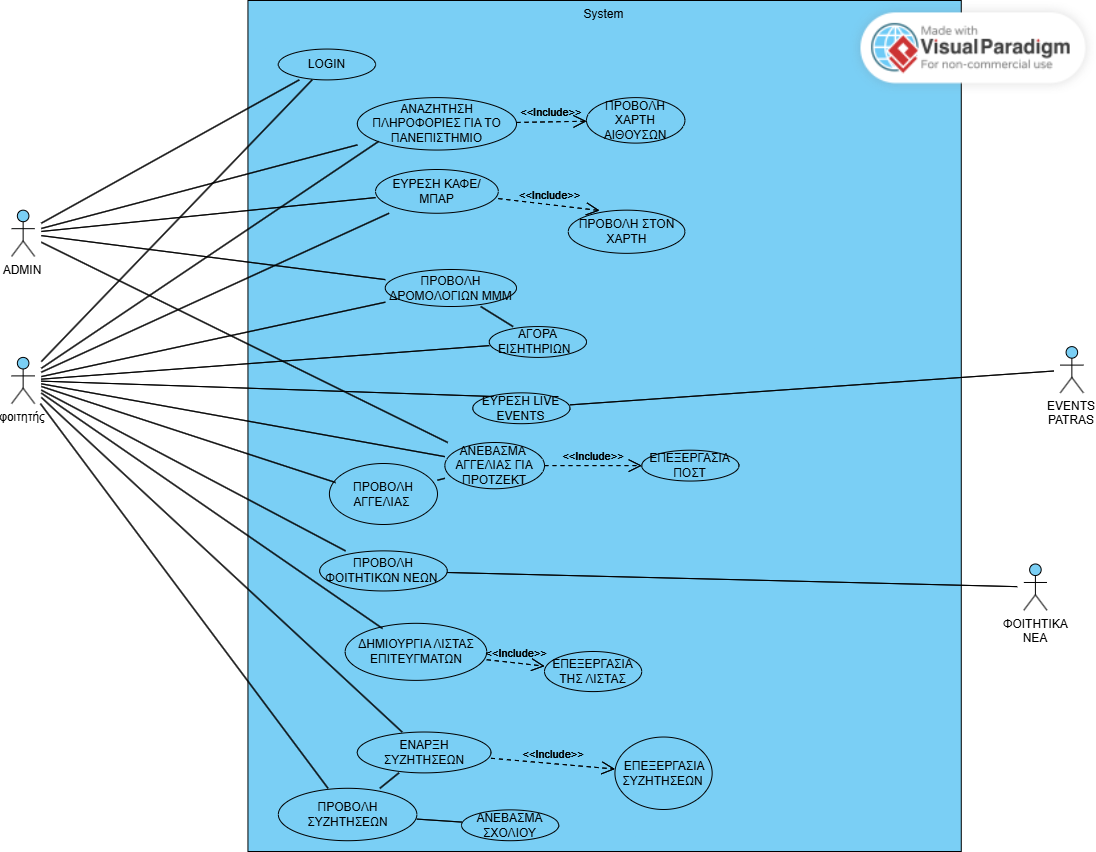 System
Made with
VisualParadigm
For non-commercial use
LOGIN
ΑΝΑΖΗΤΗΣΗ
ΠΛΗΡΟΦΟΡΙΕΣ ΓΙΑ ΤΟ
ΠΑΝΕΠΙΣΤΗΜΙΟ
<<Include>>
ΠΡΟΒΟΛΗ
ΧΑΡΤΗ
ΑΙΘΟΥΣΩΝ
ΕΥΡΕΣΗ ΚΑΦΕ/
ΜΠΑΡ
<<Include>>
ΠΡΟΒΟΛΗ ΣΤΟΝ
ΧΑΡΤΗ
ADMIN
ΠΡΟΒΟΛΗ
ΔΡΟΜΟΛΟΓΙΩΝ ΜΜΜ
ΑΓΟΡΑ
ΕΙΣΗΤΗΡΙΩΝ
φοιτητής
ΕΥΡΕΣΗ LIVE
EVENTS
EVENTS
PATRAS
ΑΝΕΒΑΣΜΑ
ΑΓΓΕΛΙΑΣ ΓΙΑ
ΠΡΟΤΖΕΚΤ
<<Include>>
ΕΠΕΞΕΡΓΑΣΙΑ
ΠΟΣΤ
ΠΡΟΒΟΛΗ
ΑΓΓΕΛΙΑΣ
ΠΡΟΒΟΛΗ
ΦΟΙΤΗΤΙΚΩΝ ΝΕΩΝ
ΦΟΙΤΗΤΙΚΑ
ΝΕΑ
ΔΗΜΙΟΥΡΓΙΑ ΛΙΣΤΑΣ
ΕΠΙΤΕΥΓΜΑΤΩΝ
<<Include>>
ΕΠΕΞΕΡΓΑΣΙΑ
ΤΗΣ ΛΙΣΤΑΣ
ΕΝΑΡΞΗ
ΣΥΖΗΤΗΣΕΩΝ
<<Include>>
ΕΠΕΞΕΡΓΑΣΙΑ
ΣΥΖΗΤΗΣΕΩΝ
ΠΡΟΒΟΛΗ
ΣΥΖΗΤΗΣΕΩΝ
ΑΝΕΒΑΣΜΑ
ΣΧΟΛΙΟΥ